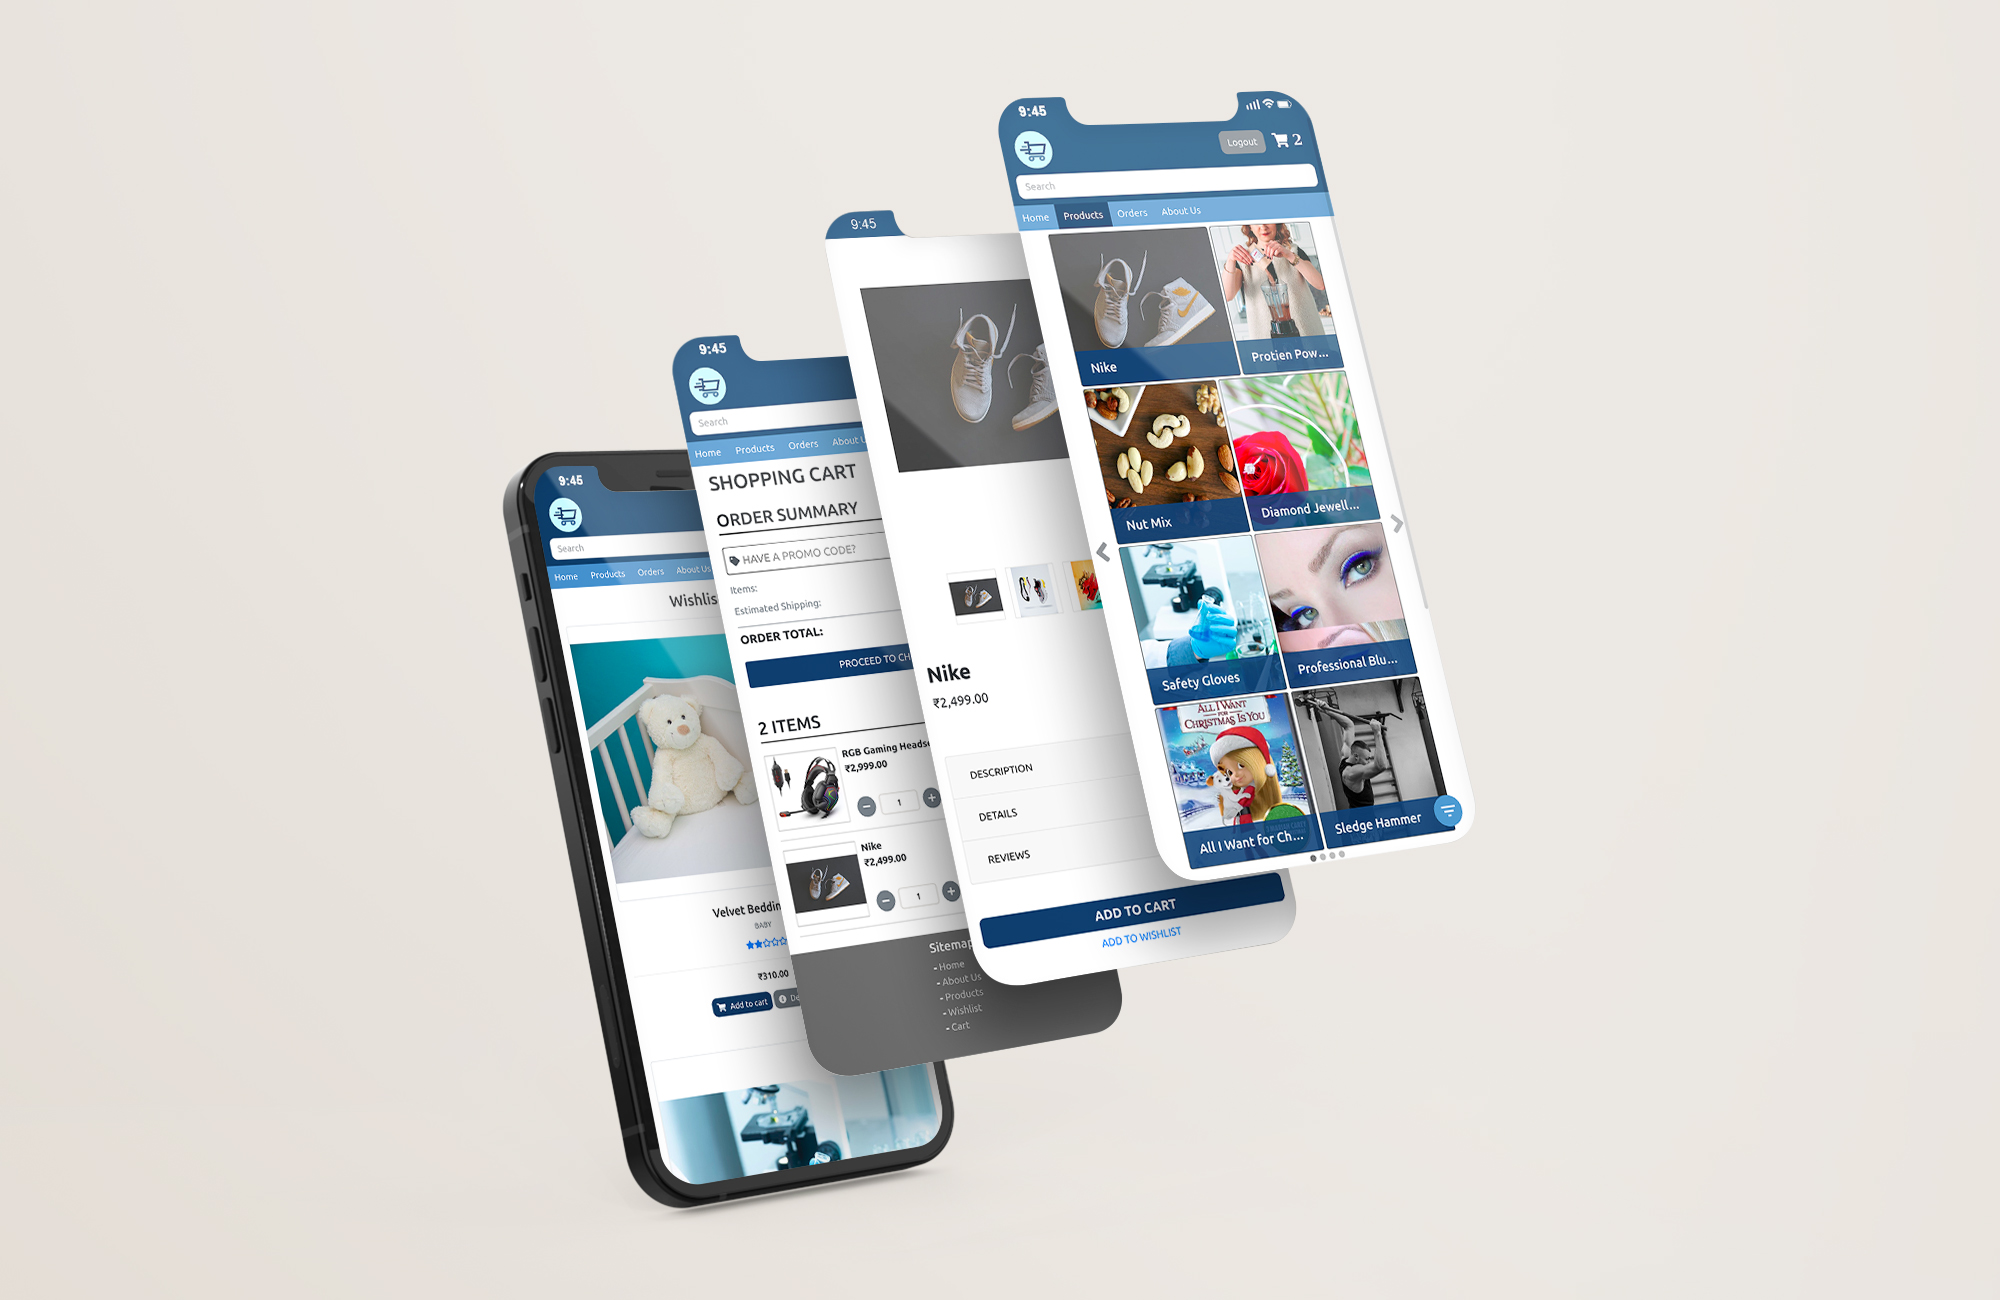 9:45
Search
Home Products Orders About Us
Velvet
BABY
₹310.00
Add to cart
9:45
Search
Home Products Orders About
SHOPPING CART
ORDER SUMMARY
HAVE A PROMO CODE?
Items:
Estimated Shipping:
ORDER TOTAL:
PROCEED TO
2 ITEMS
RGB Gaming
₹2,999.00
1
Nike
₹2,499.00
1
Sitemap
- Home
- About Us
- Products
- Wishlist
- Cart
9:45
Nike
₹2,499.00
DESCRIPTION
DETAILS
REVIEWS
ADD TO CART
ADD TO WISHLIST
9:45
Logout 2
Search
Home Products Orders About Us
Nike
Protien Pow...
Nut Mix
Diamond Jewell...
Safety Gloves
Professional Blu...
ALL I WANT
FOR
CHRISTMAS IS YOU
All I Want for Ch...
Sledge Hammer